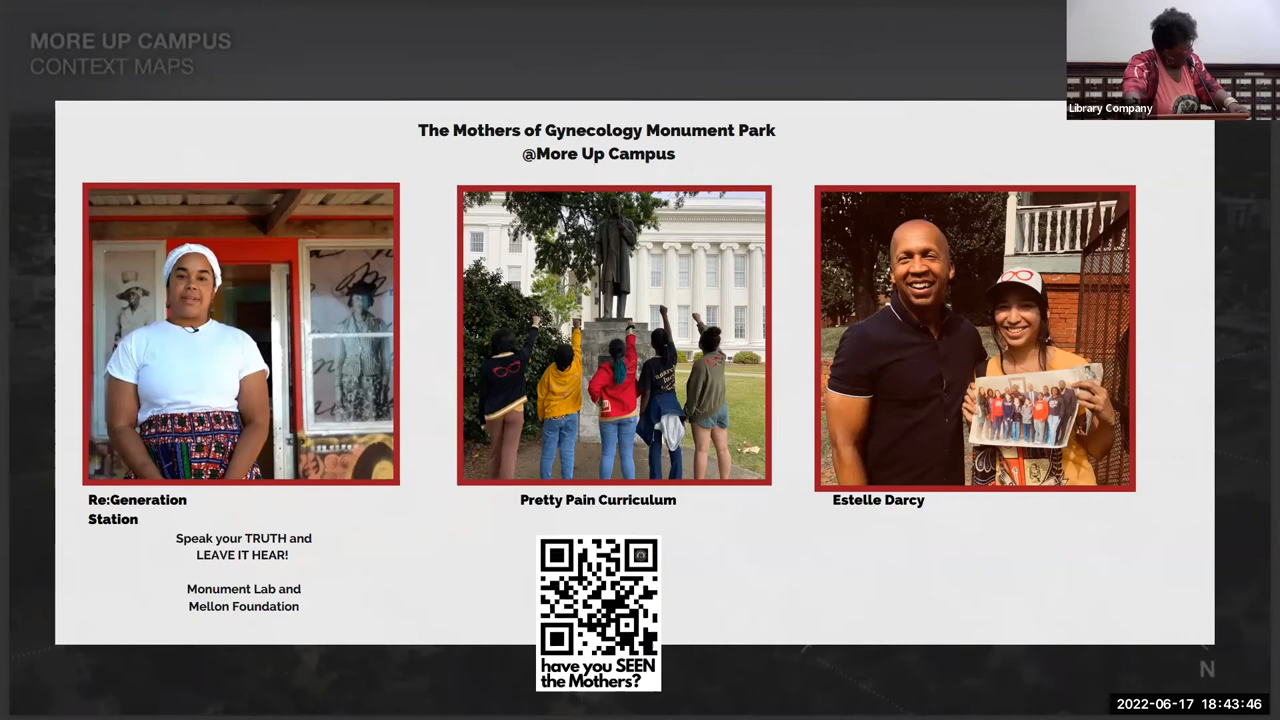 MORE UP CAMPUS
CONTEXT MAPS
Library Company
The Mothers of Gynecology Monument Park
@More Up Campus
Re:Generation
Station
Speak your TRUTH and
LEAVE IT HEAR!
Monument Lab and
Mellon Foundation
Pretty Pain Curriculum
have you SEEN
the Mothers?
Estelle Darcy
N
2022-06-17 18:43:46